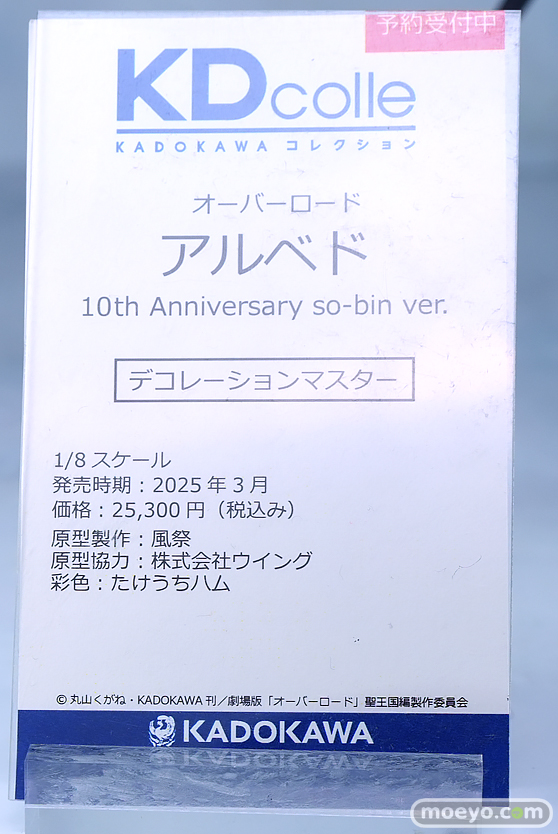 予約受付中
KDcolle
KADOKAWA コレクション
オーバーロード
アルベド
10th Anniversary so-bin ver.
デコレーションマスター
1/8 スケール
発売時期：2025 年 3 月
価格：25,300 円（税込み）
原型製作：風祭
原型協力：株式会社ウイング
彩色：たけうちハム
©丸山くがね・KADOKAWA 刊／劇場版「オーバーロード」聖王国編製作委員会
KADOKAWA
moeyo.com